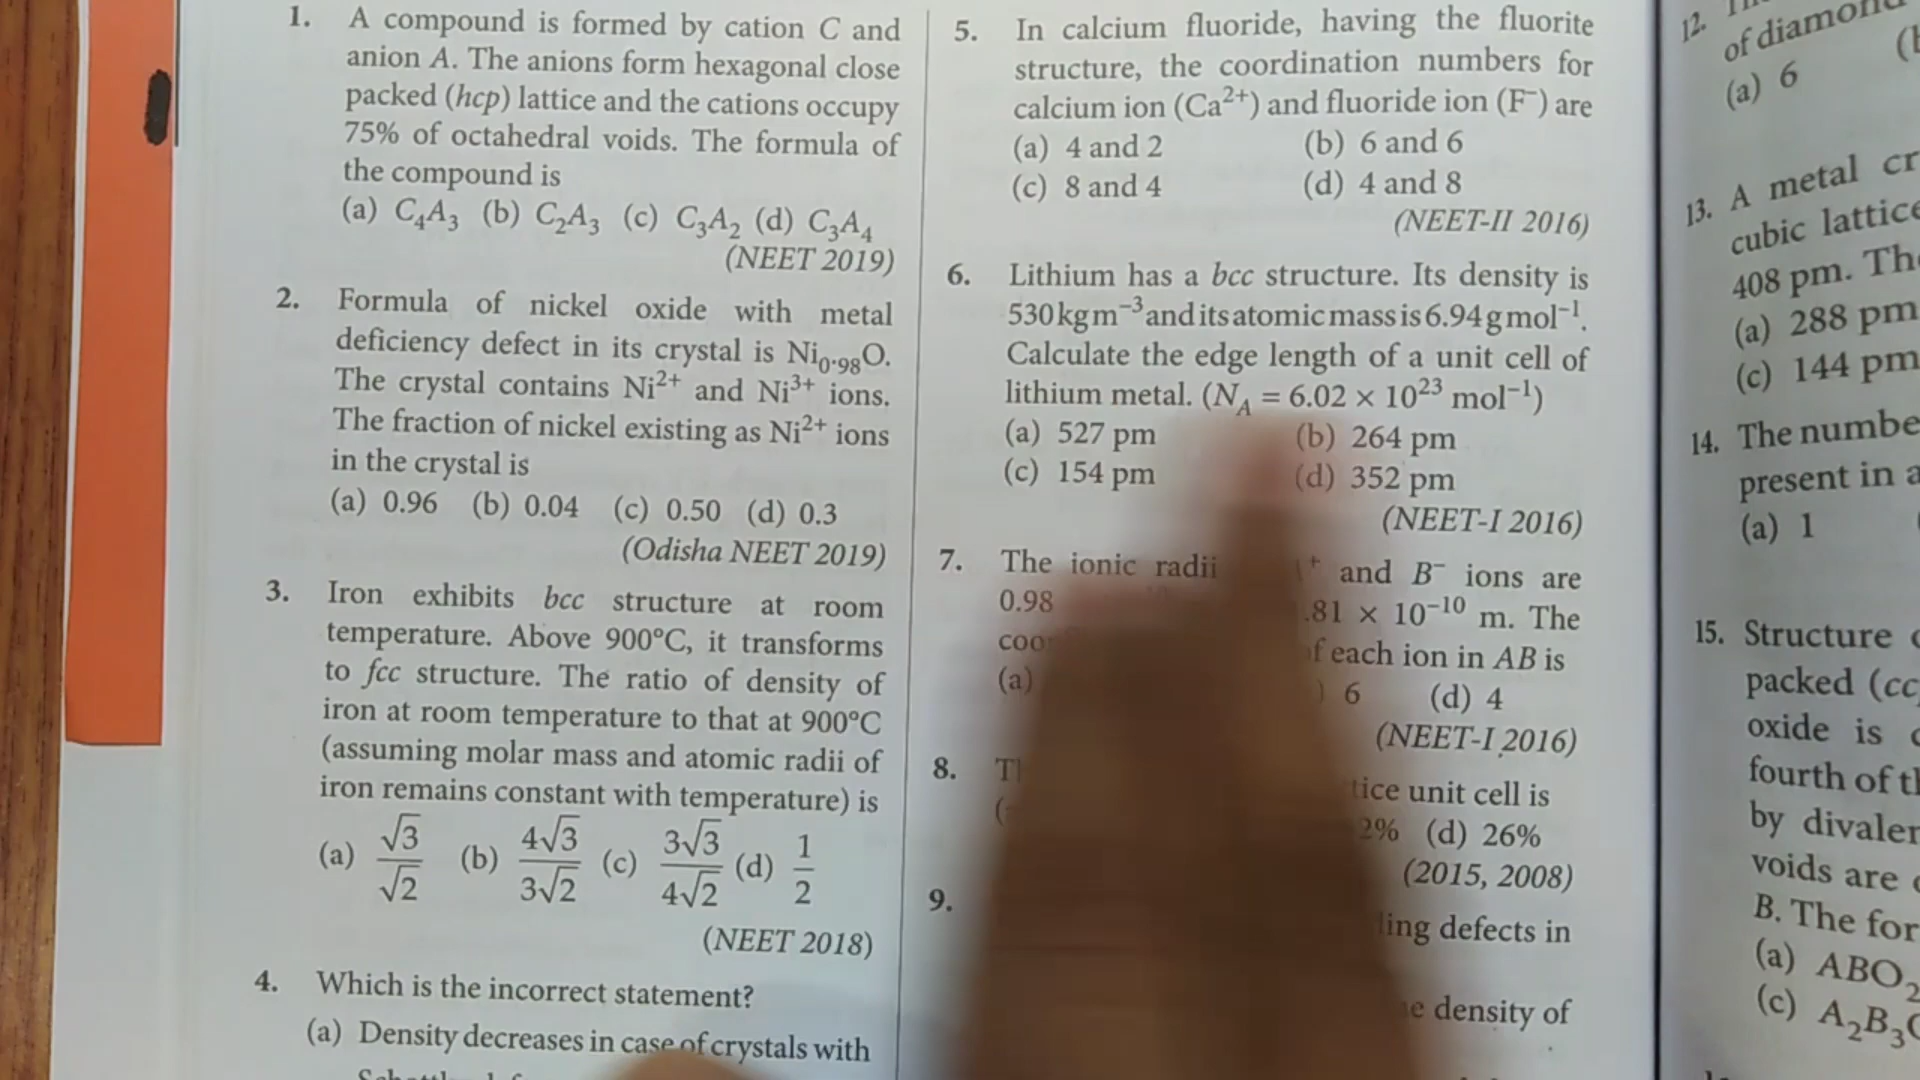 1. A compound is formed by cation C and
anion A. The anions form hexagonal close
packed (hcp) lattice and the cations occupy
75% of octahedral voids. The formula of
the compound is
(a) C₄A₃ (b) C₂A₃ (c) C₃A₂ (d) C₃A₄
(NEET 2019)
2. Formula of nickel oxide with metal
deficiency defect in its crystal is Ni₀.₉₈O.
The crystal contains Ni²⁺ and Ni³⁺ ions.
The fraction of nickel existing as Ni²⁺ ions
in the crystal is
(a) 0.96 (b) 0.04 (c) 0.50 (d) 0.3
(Odisha NEET 2019)
3. Iron exhibits bcc structure at room
temperature. Above 900°C, it transforms
to fcc structure. The ratio of density of
iron at room temperature to that at 900°C
(assuming molar mass and atomic radii of
iron remains constant with temperature) is
(a) √3/√2 (b) 4√3/3√2 (c) 3√3/4√2 (d) 1/2
(NEET 2018)
4. Which is the incorrect statement?
(a) Density decreases in case of crystals with
5. In calcium fluoride, having the fluorite
structure, the coordination numbers for
calcium ion (Ca²⁺) and fluoride ion (F⁻) are
(a) 4 and 2 (b) 6 and 6
(c) 8 and 4 (d) 4 and 8
(NEET-II 2016)
6. Lithium has a bcc structure. Its density is
530 kg m⁻³ and its atomic mass is 6.94 g mol⁻¹.
Calculate the edge length of a unit cell of
lithium metal. (N_A = 6.02 × 10²³ mol⁻¹)
(a) 527 pm (b) 264 pm
(c) 154 pm (d) 352 pm
(NEET-I 2016)
7. The ionic radii and B⁻ ions are
0.98 .81 × 10⁻¹⁰ m. The
each ion in AB is
(a) 6 (d) 4
(NEET-I 2016)
8. unit cell is
(d) 26%
(2015, 2008)
9.
defects in
density of
12.
of diamond
(a) 6
13. A metal
cubic lattice
408 pm.
(a) 288 pm
(c) 144 pm
14. The
present in a
(a) 1
15. Structure
packed
oxide is
fourth of
by
voids are
B. The
(a) ABO₂
(c)